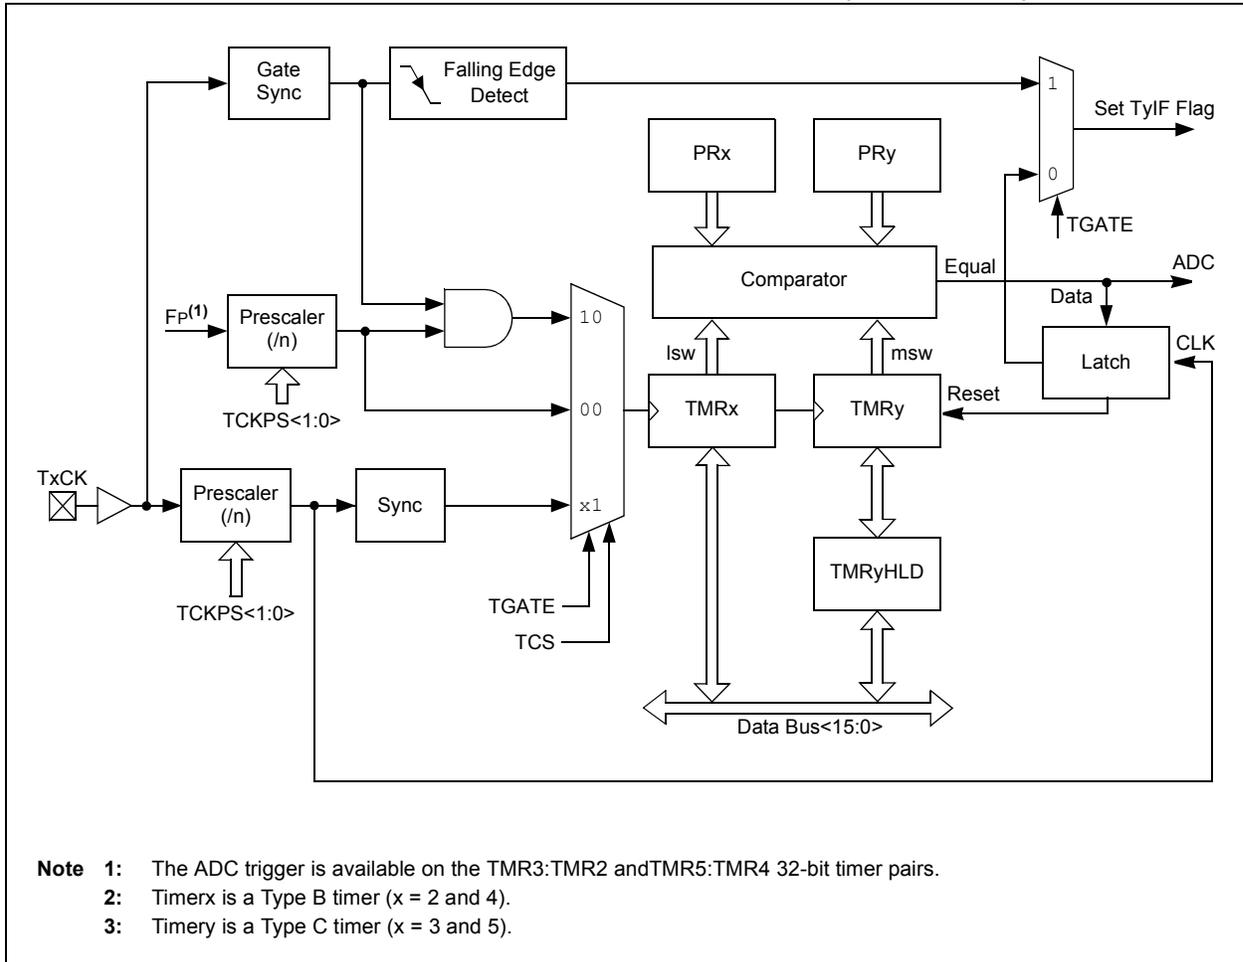 Gate
Sync
Falling Edge
Detect
1
Set TyIF Flag
PRx
PRy
0
TGATE
Comparator
Equal
ADC
Data
FP(1)
Prescaler
(/n)
10
lsw
msw
Latch
CLK
TCKPS<1:0>
00
TMRx
TMRy
Reset
TxCK
Prescaler
(/n)
Sync
x1
TMRyHLD
TCKPS<1:0>
TGATE
TCS
Data Bus<15:0>
Note 1: The ADC trigger is available on the TMR3:TMR2 andTMR5:TMR4 32-bit timer pairs.
2: Timerx is a Type B timer (x = 2 and 4).
3: Timery is a Type C timer (x = 3 and 5).